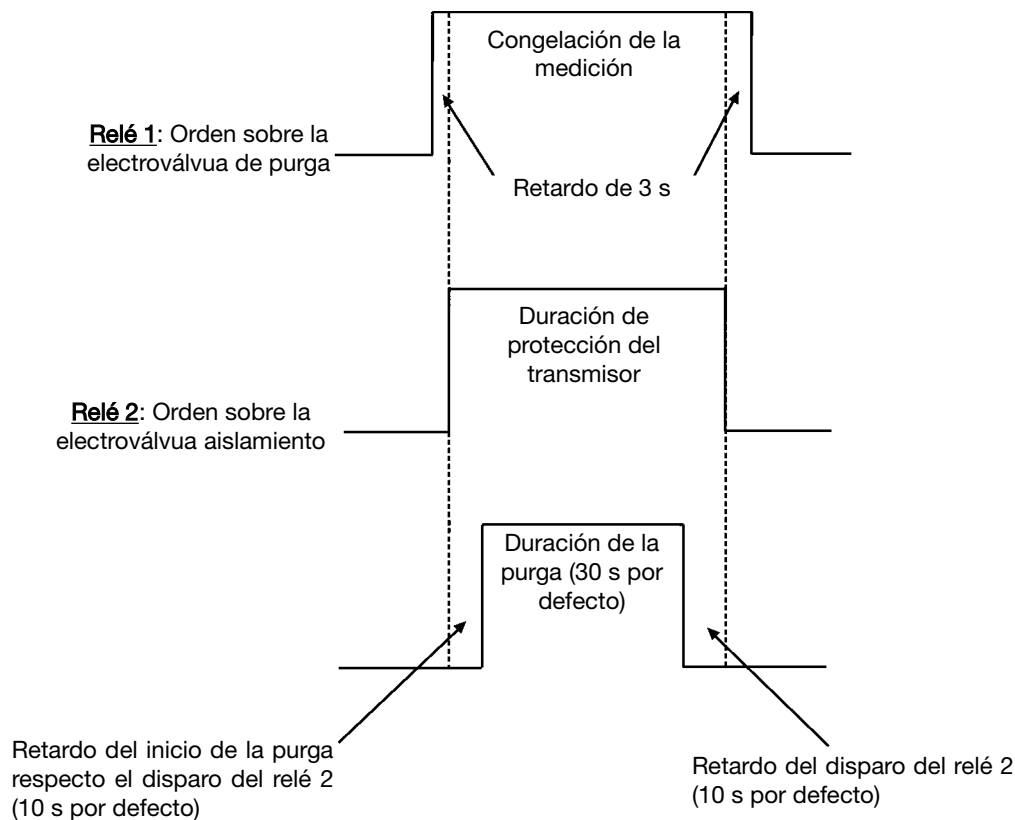 Congelación de la
medición
Relé 1: Orden sobre la
electroválvua de purga
Retardo de 3 s
Duración de
protección del
transmisor
Relé 2: Orden sobre la
electroválvua aislamiento
Duración de la
purga (30 s por
defecto)
Retardo del inicio de la purga
respecto el disparo del relé 2
(10 s por defecto)
Retardo del disparo del relé 2
(10 s por defecto)